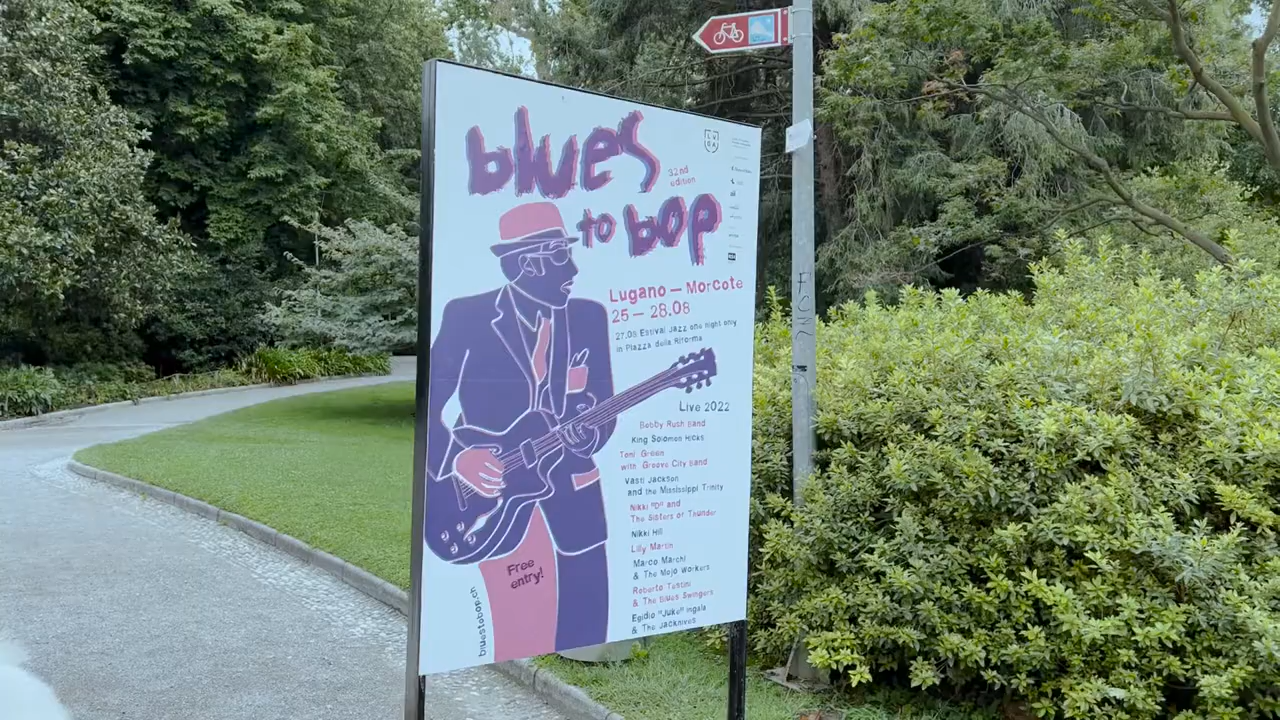 blues
32nd
edition
to bop
Lugano — Morcote
25 — 28.08
27.08 Estival Jazz one night only
in Piazza della Riforma
Live 2022
Bobby Rush Band
King Solomon Hicks
Toni Green
with Groove City Band
Vasti Jackson
and the Mississippi Trinity
Nikki "D" and
The Sisters of Thunder
Nikki Hill
Lilly Martin
Marco Marchi
& The Mojo Workers
Roberto Testini
& The Blues Swingers
Egidio "Juke" Ingala
& The Jacknives
Free
entry!
bluestobop.ch